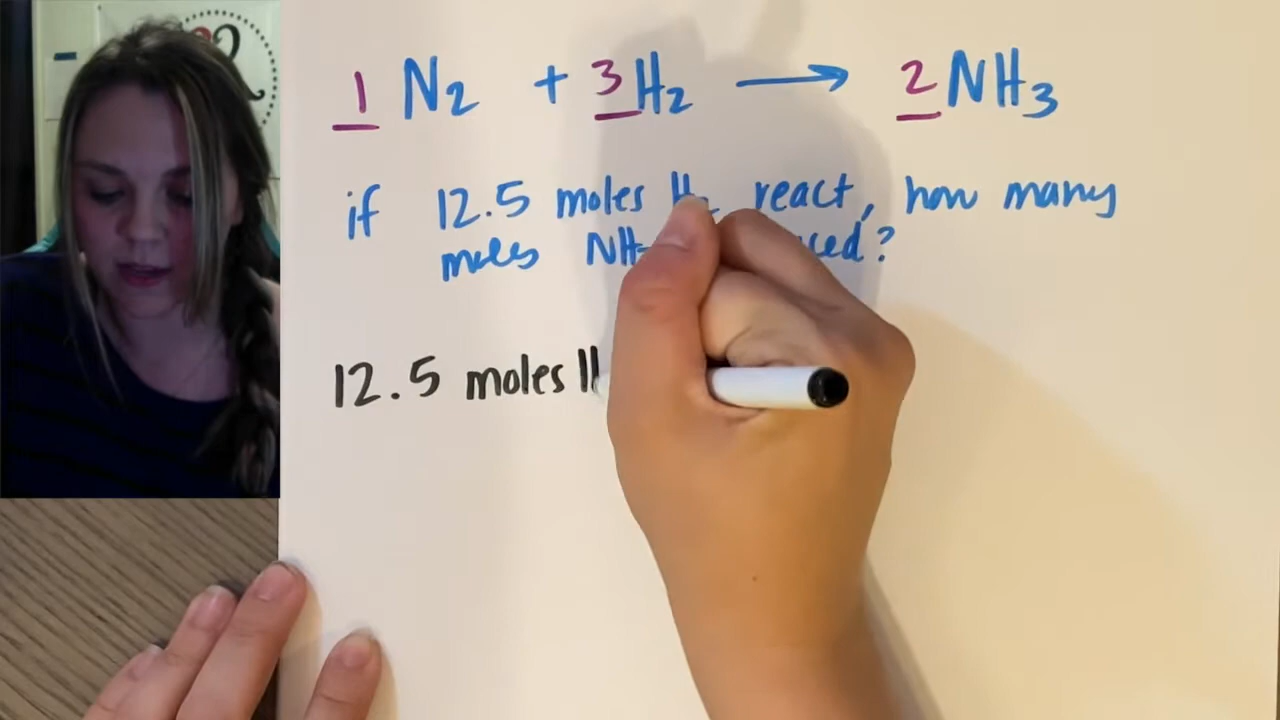 1 N2 + 3 H2 → 2 NH3
if 12.5 moles react, how many
moles ?
12.5 moles